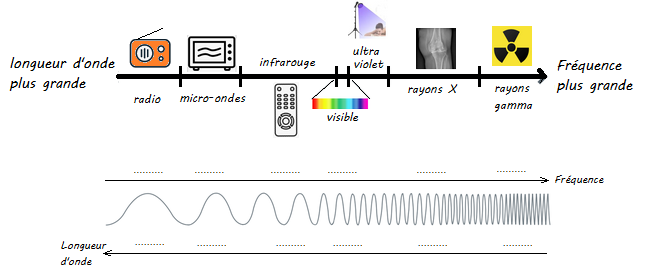 longueur d'onde
plus grande
infrarouge
ultra
violet
Fréquence
plus grande
radio
micro-ondes
visible
rayons X
rayons
gamma
..........
..........
..........
..........
..........
..........
Fréquence
..........
..........
..........
..........
..........
..........
Longueur
d'onde